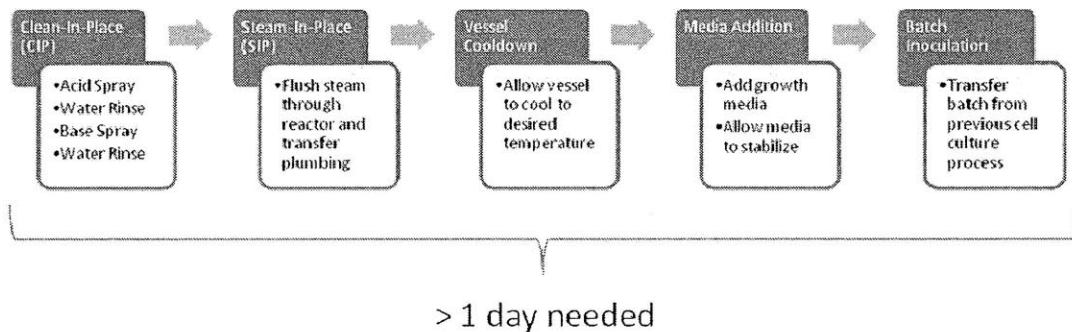 Clean-In-Place
(CIP)
•Acid Spray
•Water Rinse
•Base Spray
•Water Rinse
Steam-In-Place
(SIP)
•Flush steam
through
reactor and
transfer
plumbing
Vessel
Cooldown
•Allow vessel
to cool to
desired
temperature
Media Addition
•Add growth
media
•Allow media
to stabilize
Batch
Inoculation
•Transfer
batch from
previous cell
culture
process
> 1 day needed